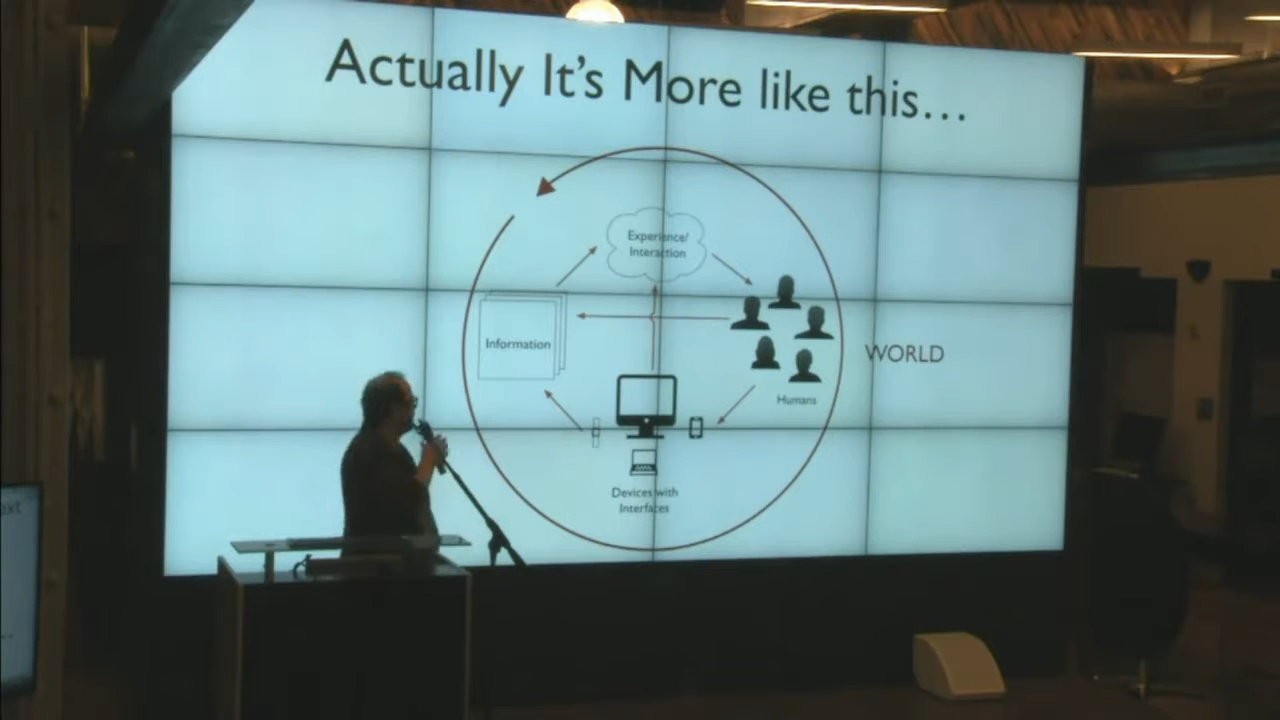 Actually It's More like this...
Experience/
Interaction
Information
WORLD
Humans
Devices with
Interfaces